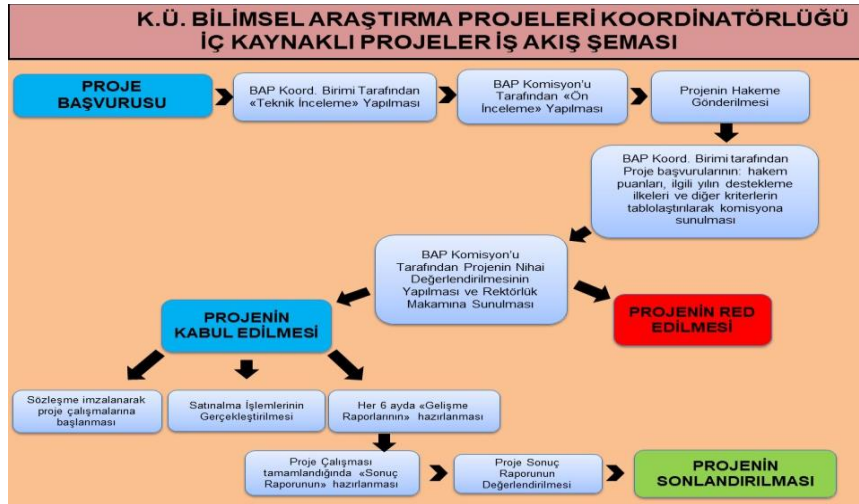 K.Ü. BİLİMSEL ARAŞTIRMA PROJELERİ KOORDİNATÖRLÜĞÜ
İÇ KAYNAKLI PROJELER İŞ AKIŞ ŞEMASI
PROJE
BAŞVURUSU
BAP Koord. Birimi Tarafından
«Teknik İnceleme» Yapılması
BAP Komisyon'u
Tarafından «Ön
İnceleme» Yapılması
Projenin Hakeme
Gönderilmesi
BAP Koord. Birimi tarafından
Proje başvurularının: hakem
puanları, ilgili yılın destekleme
ilkeleri ve diğer kriterlerin
tablolaştırılarak komisyona
sunulması
BAP Komisyon'u
Tarafından Projenin Nihai
Değerlendirilmesinin
Yapılması ve Rektörlük
Makamına Sunulması
PROJENİN
KABUL EDİLMESİ
PROJENİN RED
EDİLMESİ
Sözleşme imzalanarak
proje çalışmalarına
başlanması
Satınalma İşlemlerinin
Gerçekleştirilmesi
Her 6 ayda «Gelişme
Raporlarının» hazırlanması
Proje Çalışması
tamamlandığında «Sonuç
Raporunun» hazırlanması
Proje Sonuç
Raporunun
Değerlendirilmesi
PROJENİN
SONLANDIRILMASI